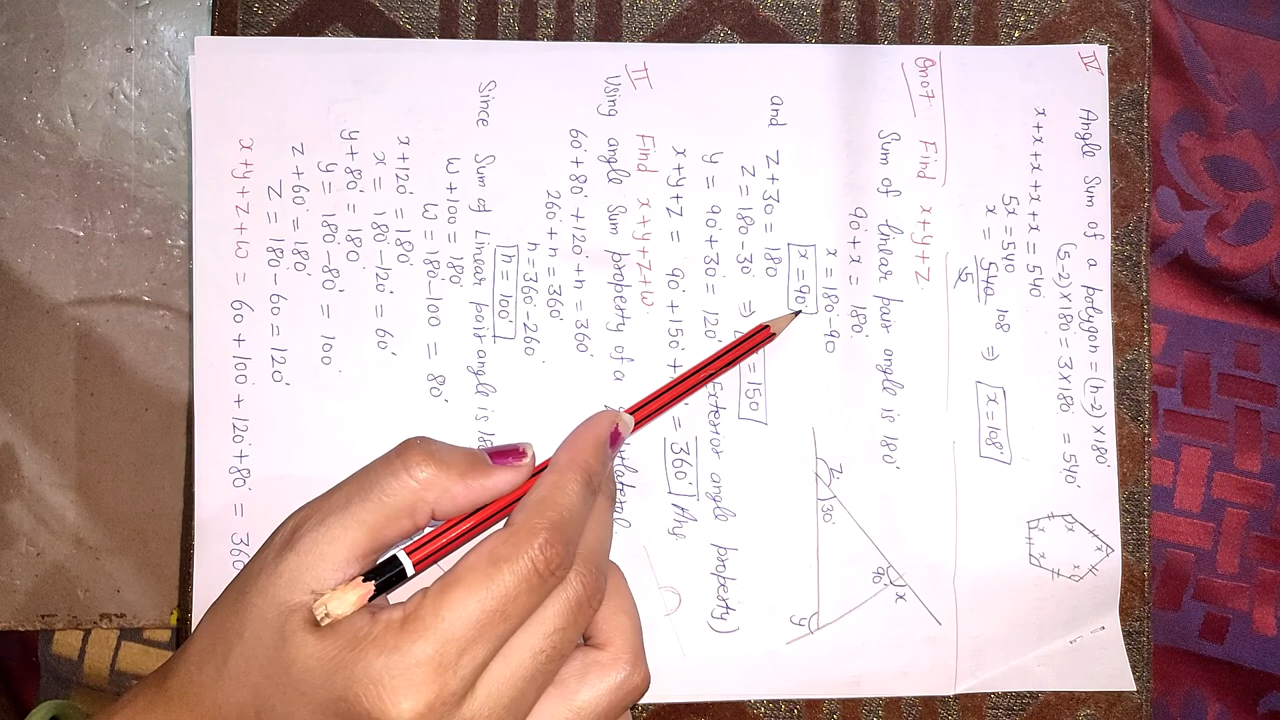 IV Angle Sum of a polygon = (n-2) × 180°
(5-2) × 180° = 3 × 180° = 540°
x + x + x + x + x = 540°
5x = 540
x = 540 108 ⇒ x = 108°
5
x x x x x
Qno7. Find x + y + z.
Sum of linear pair angle is 180°
90° + x = 180°
x = 180° - 90
x = 90°
and z + 30 = 180
z = 180 - 30° ⇒ = 150
y = 90° + 30° = 120° Exterior angle property)
x + y + z = 90° + 150° + = 360° Ans.
z 30° 90° x y
II Find x + y + z + w.
Using angle Sum property of a
60° + 80° + 120° + n = 360°
260° + n = 360°
n = 360° - 260°
n = 100°
Since Sum of Linear pair angle is
w + 100 = 180°
w = 180° - 100 = 80°
x + 120° = 180°
x = 180° - 120° = 60°
y + 80° = 180°
y = 180° - 80° = 100°
z + 60° = 180°
z = 180° - 60 = 120°
x + y + z + w = 60 + 100 + 120° + 80° = 360